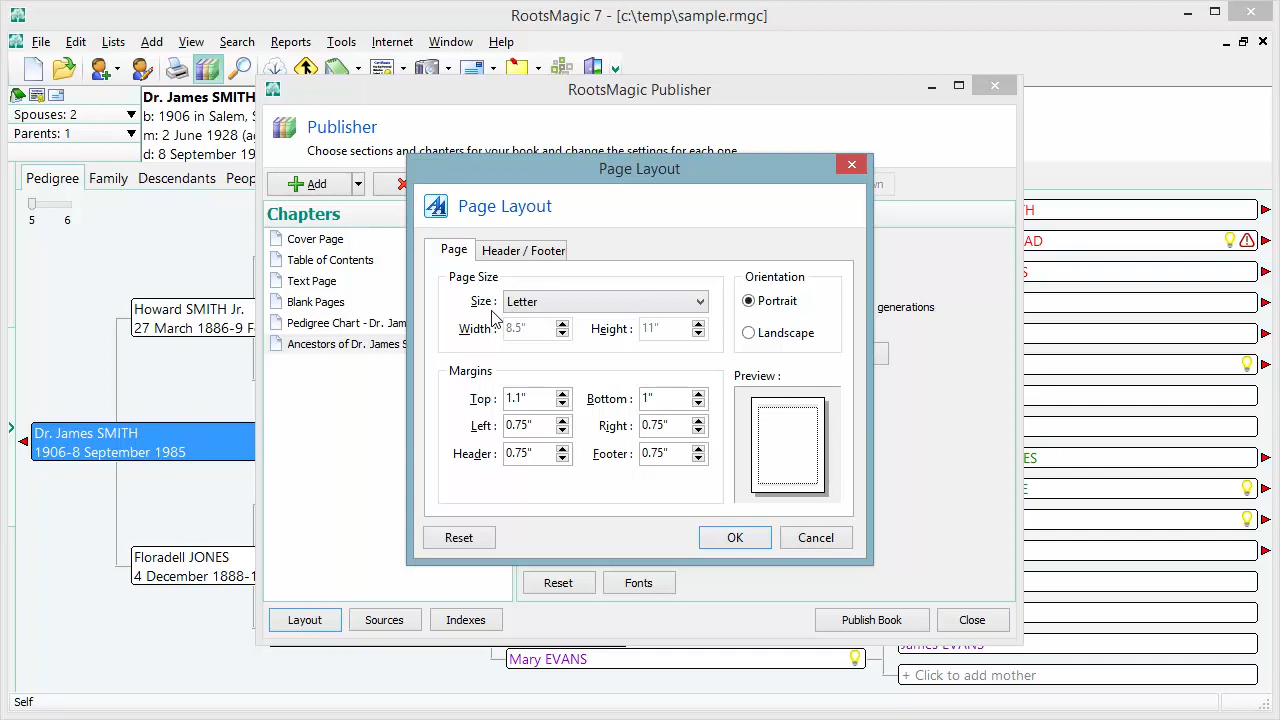 RootsMagic 7 - [c:\temp\sample.rmgc]
File Edit Lists Add View Search Reports Tools Internet Window Help
Dr. James SMITH
Spouses: 2
b: 1906 in Salem,
Parents: 1
m: 2 June 1928
d: 8 September
Pedigree Family Descendants
5 6
Howard SMITH Jr.
27 March 1886-9
Dr. James SMITH
1906-8 September 1985
Floradell JONES
4 December
Mary EVANS
James EVANS
+ Click to add mother
Self
RootsMagic Publisher
Publisher
Choose sections and chapters for your book and change the settings for each one.
Add
Chapters
Cover Page
Table of Contents
Text Page
Blank Pages
Pedigree Chart - Dr.
Ancestors of Dr. James
generations
Reset Fonts
Layout Sources Indexes Publish Book Close
Page Layout
Page Layout
Page Header / Footer
Page Size
Size : Letter
Width : 8.5" Height : 11"
Orientation
Portrait
Landscape
Margins
Top : 1.1" Bottom : 1"
Left : 0.75" Right : 0.75"
Header : 0.75" Footer : 0.75"
Preview :
Reset OK Cancel